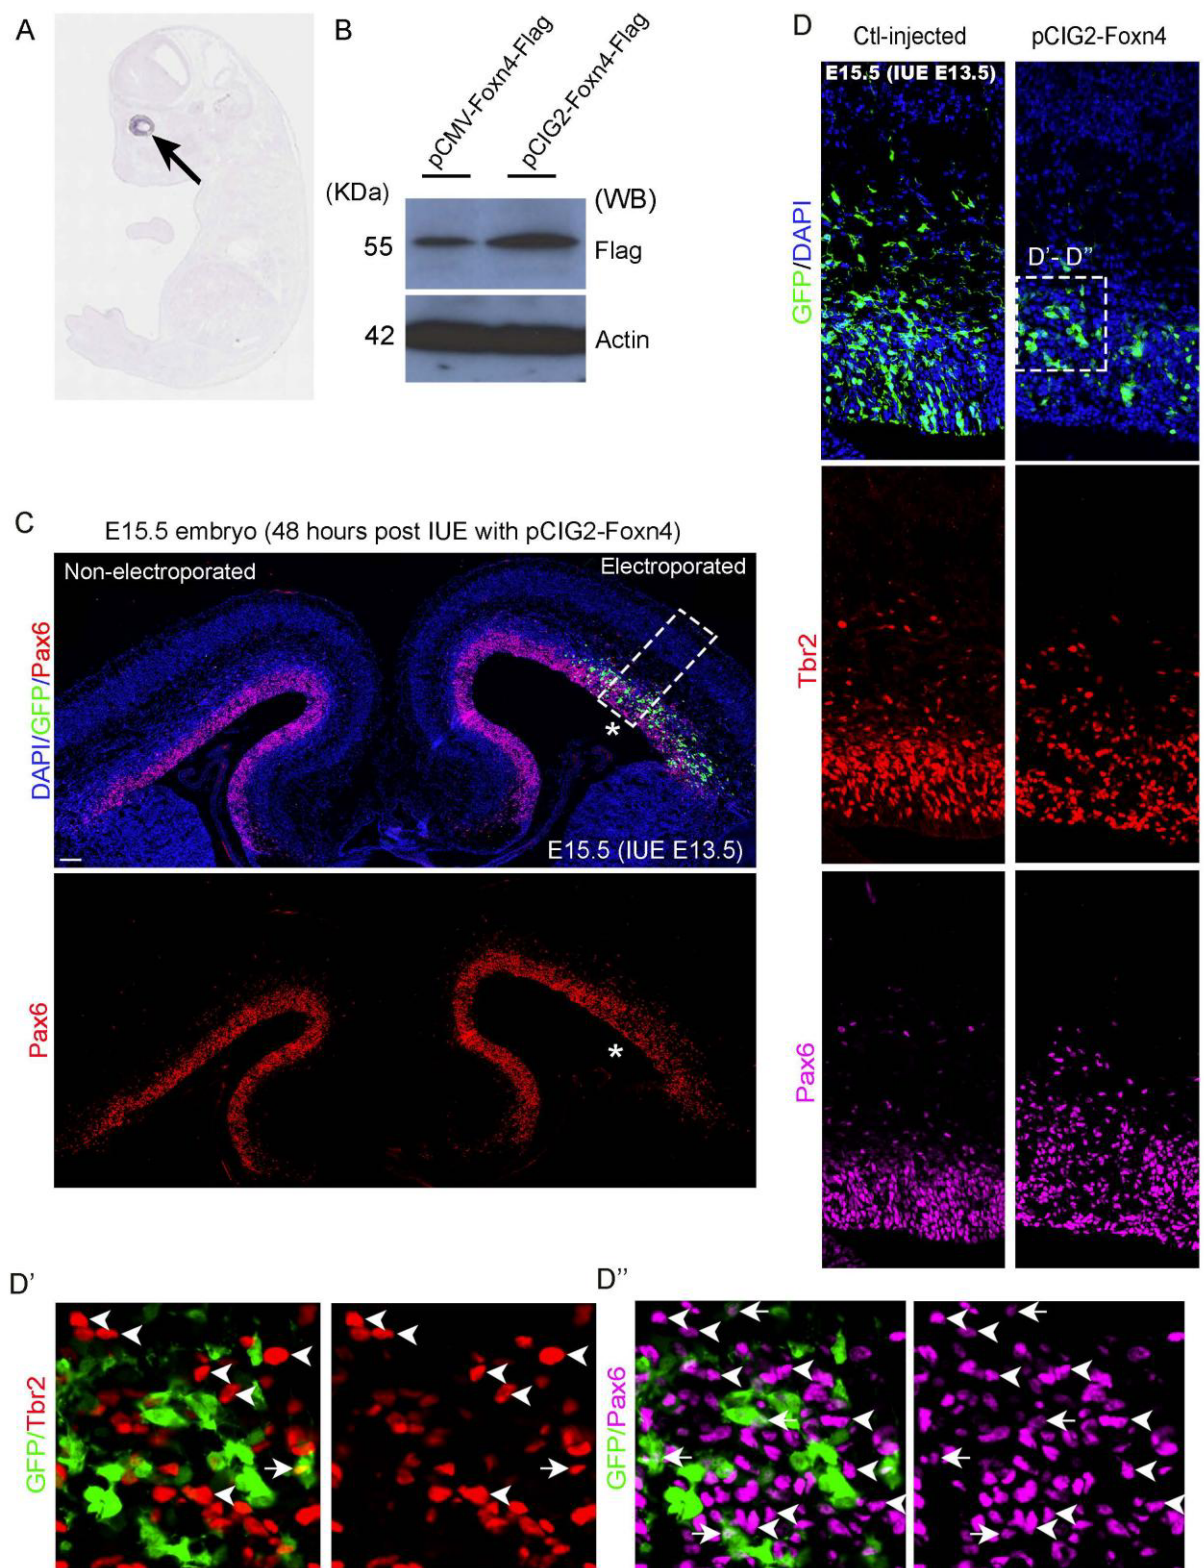 A
B
pCMV-Foxn4-Flag
pCIG2-Foxn4-Flag
(KDa)
(WB)
55
Flag
42
Actin
C
E15.5 embryo (48 hours post IUE with pCIG2-Foxn4)
Non-electroporated
Electroporated
DAPI/GFP/Pax6
*
E15.5 (IUE E13.5)
Pax6
*
D
Ctl-injected
pCIG2-Foxn4
E15.5 (IUE E13.5)
GFP/DAPI
D'- D''
Tbr2
Pax6
D'
GFP/Tbr2
D''
GFP/Pax6